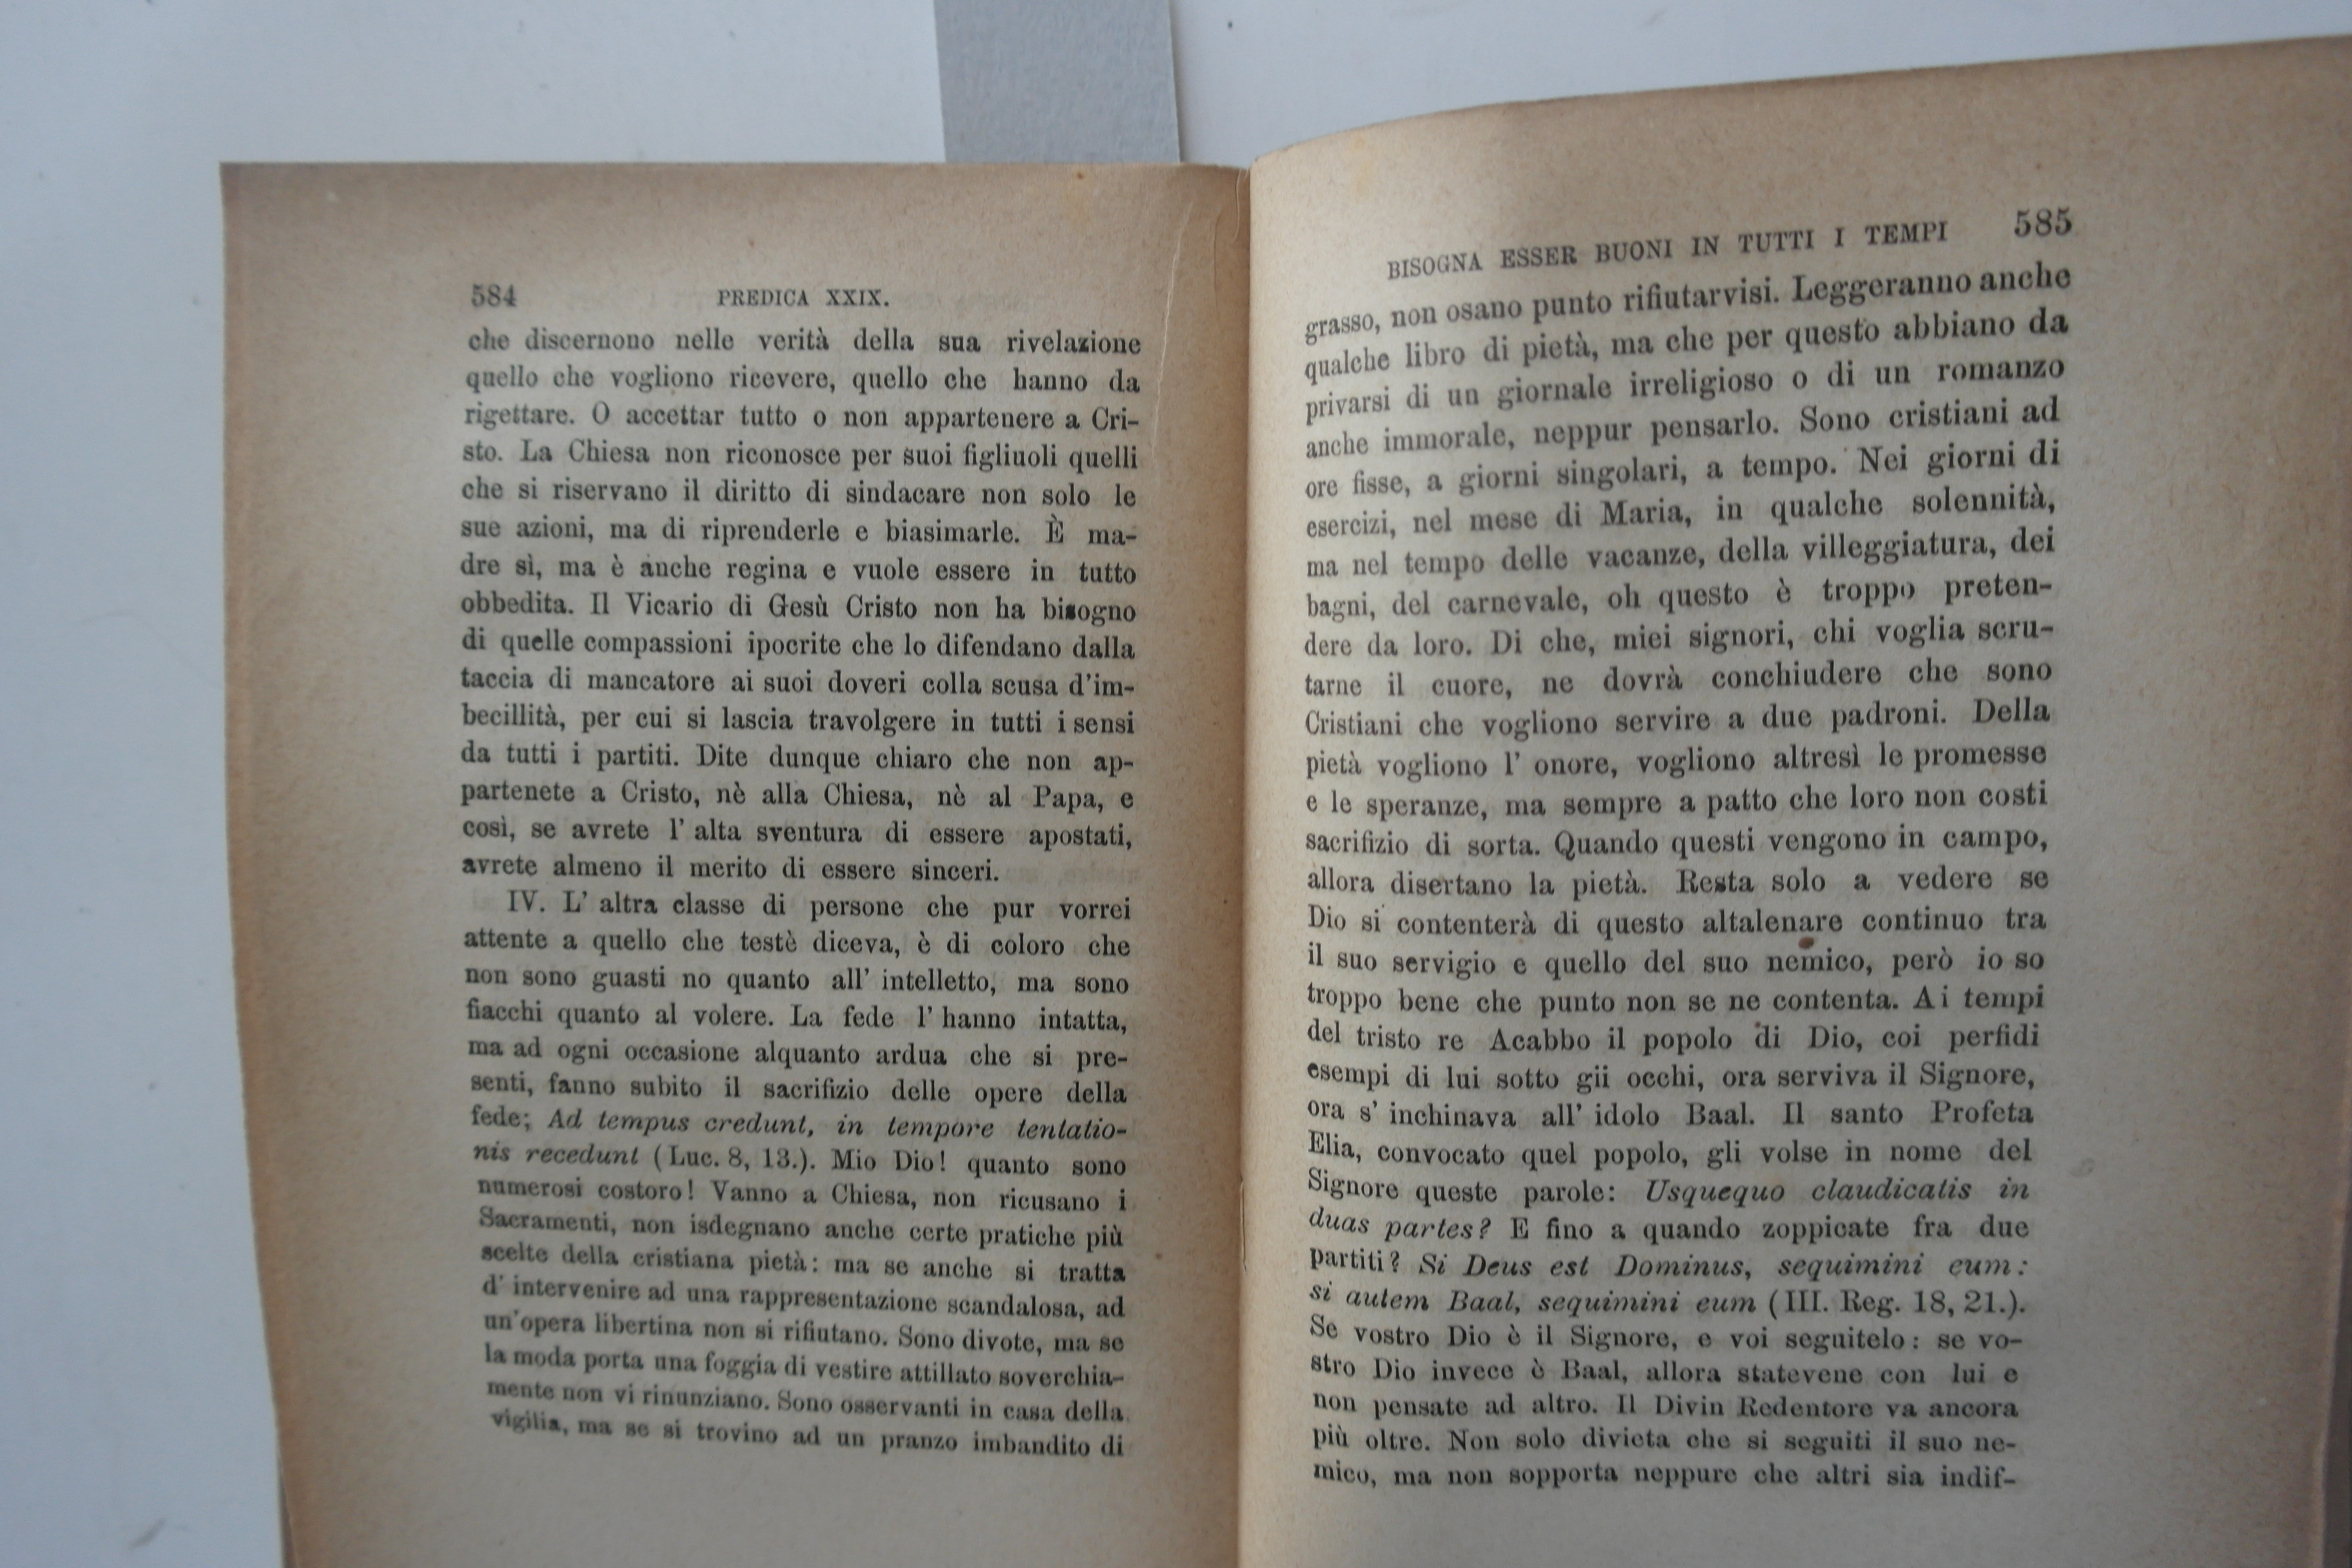 584 PREDICA XXIX.
che discernono nelle verità della sua rivelazione
quello che vogliono ricevere, quello che hanno da
rigettare. O accettar tutto o non appartenere a Cri-
sto. La Chiesa non riconosce per suoi figliuoli quelli
che si riservano il diritto di sindacare non solo le
sue azioni, ma di riprenderle e biasimarle. È ma-
dre sì, ma è anche regina e vuole essere in tutto
obbedita. Il Vicario di Gesù Cristo non ha bisogno
di quelle compassioni ipocrite che lo difendano dalla
taccia di mancatore ai suoi doveri colla scusa d'im-
becillità, per cui si lascia travolgere in tutti i sensi
da tutti i partiti. Dite dunque chiaro che non ap-
partenete a Cristo, nè alla Chiesa, nè al Papa, e
così, se avrete l' alta sventura di essere apostati,
avrete almeno il merito di essere sinceri.
IV. L' altra classe di persone che pur vorrei
attente a quello che testè diceva, è di coloro che
non sono guasti no quanto all' intelletto, ma sono
fiacchi quanto al volere. La fede l' hanno intatta,
ma ad ogni occasione alquanto ardua che si pre-
senti, fanno subito il sacrifizio delle opere della
fede; Ad tempus credunt, in tempore tentatio-
nis recedunt (Luc. 8, 13.). Mio Dio! quanto sono
numerosi costoro! Vanno a Chiesa, non ricusano i
Sacramenti, non isdegnano anche certe pratiche più
scelte della cristiana pietà: ma se anche si tratta
d' intervenire ad una rappresentazione scandalosa, ad
un'opera libertina non si rifiutano. Sono divote, ma se
la moda porta una foggia di vestire attillato soverchia-
mente non vi rinunziano. Sono osservanti in casa della
vigilia, ma se si trovino ad un pranzo imbandito di
BISOGNA ESSER BUONI IN TUTTI I TEMPI 585
grasso, non osano punto rifiutarvisi. Leggeranno anche
qualche libro di pietà, ma che per questo abbiano da
privarsi di un giornale irreligioso o di un romanzo
anche immorale, neppur pensarlo. Sono cristiani ad
ore fisse, a giorni singolari, a tempo. Nei giorni di
esercizi, nel mese di Maria, in qualche solennità,
ma nel tempo delle vacanze, della villeggiatura, dei
bagni, del carnevale, oh questo è troppo preten-
dere da loro. Di che, miei signori, chi voglia scru-
tarne il cuore, ne dovrà conchiudere che sono
Cristiani che vogliono servire a due padroni. Della
pietà vogliono l' onore, vogliono altresì le promesse
e le speranze, ma sempre a patto che loro non costi
sacrifizio di sorta. Quando questi vengono in campo,
allora disertano la pietà. Resta solo a vedere se
Dio si contenterà di questo altalenare continuo tra
il suo servigio e quello del suo nemico, però io so
troppo bene che punto non se ne contenta. Ai tempi
del tristo re Acabbo il popolo di Dio, coi perfidi
esempi di lui sotto gii occhi, ora serviva il Signore,
ora s' inchinava all' idolo Baal. Il santo Profeta
Elia, convocato quel popolo, gli volse in nome del
Signore queste parole: Usquequo claudicatis in
duas partes? E fino a quando zoppicate fra due
partiti? Si Deus est Dominus, sequimini eum:
si autem Baal, sequimini eum (III. Reg. 18, 21.).
Se vostro Dio è il Signore, e voi seguitelo: se vo-
stro Dio invece è Baal, allora statevene con lui e
non pensate ad altro. Il Divin Redentore va ancora
più oltre. Non solo divieta che si seguiti il suo ne-
mico, ma non sopporta neppure che altri sia indif-